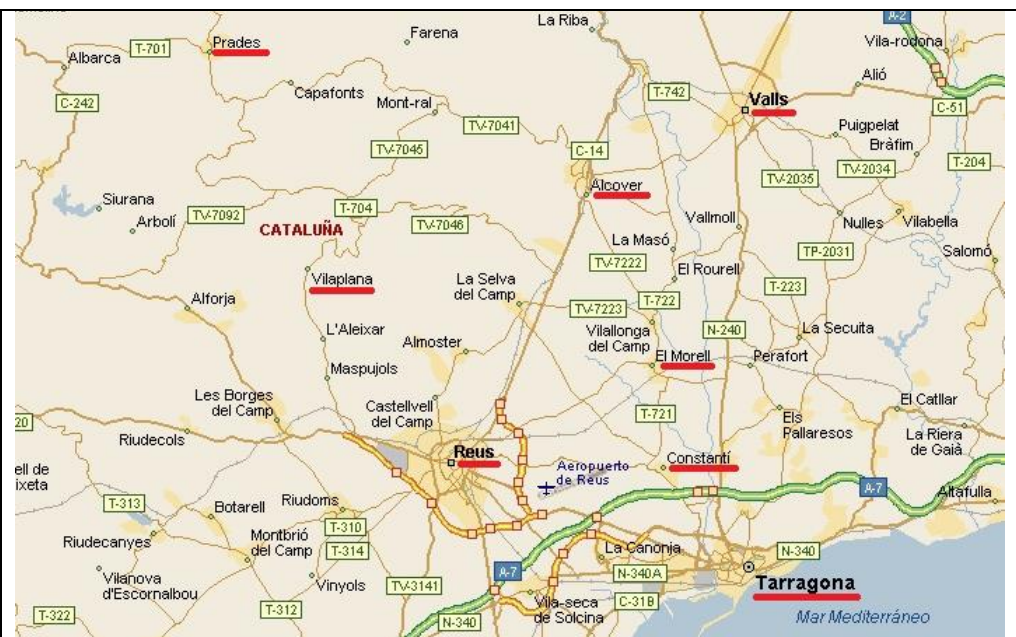 La Riba
A-2
Farena
Prades
Vila-rodona
T-701
Albarca
Alió
Capafonts
T-742
C-242
Mont-ral
Valls
C-51
TV-7041
Puigpelat
Bràfim
TV-7045
C-14
TV-2034
T-204
TV-2035
Alcover
Siurana
T-704
TV-7092
Arbolí
CATALUÑA
TV-7046
Vallmoll
Nulles
Vilabella
La Masó
TP-2031
Salomó
TV-7222
El Rourell
Vilaplana
La Selva
del Camp
T-223
Alforja
TV-7223
T-722
L'Aleixar
Vilallonga
del Camp
N-240
La Secuita
Almoster
El Morell
Perafort
Maspujols
Les Borges
del Camp
El Catllar
Castellvell
del Camp
T-721
Els
Pallaresos
20
Riudecols
La Riera
de Gaià
Reus
Constantí
Aeropuerto
de Reus
ell de
ixeta
A-7
Altafulla
T-313
Botarell
Riudoms
T-310
Riudecanyes
Montbrió
del Camp
T-314
La Canonja
N-340
A-7
N-340A
Vilanova
d'Escornalbou
Vinyols
TV-3141
Tarragona
Vila-seca
de Solcina
C-31B
T-322
T-312
N-340
Mar Mediterráneo